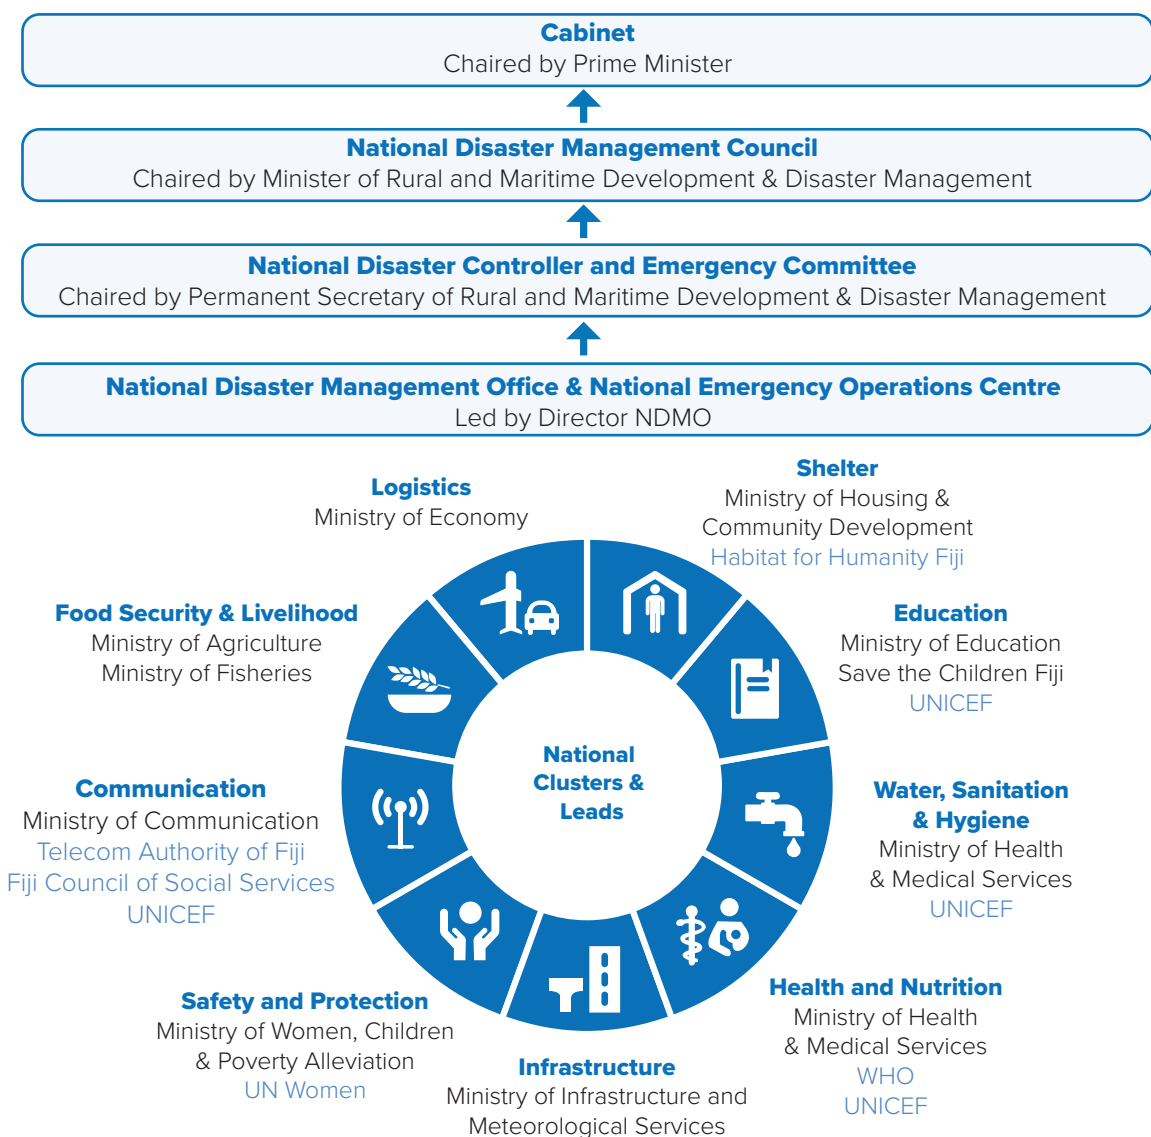 Cabinet
Chaired by Prime Minister
National Disaster Management Council
Chaired by Minister of Rural and Maritime Development & Disaster Management
National Disaster Controller and Emergency Committee
Chaired by Permanent Secretary of Rural and Maritime Development & Disaster Management
National Disaster Management Office & National Emergency Operations Centre
Led by Director NDMO
Logistics
Ministry of Economy
Shelter
Ministry of Housing &
Community Development
Habitat for Humanity Fiji
Food Security & Livelihood
Ministry of Agriculture
Ministry of Fisheries
Education
Ministry of Education
Save the Children Fiji
UNICEF
National
Clusters &
Leads
Communication
Ministry of Communication
Telecom Authority of Fiji
Fiji Council of Social Services
UNICEF
Water, Sanitation
& Hygiene
Ministry of Health
& Medical Services
UNICEF
Safety and Protection
Ministry of Women, Children
& Poverty Alleviation
UN Women
Infrastructure
Ministry of Infrastructure and
Meteorological Services
Health and Nutrition
Ministry of Health
& Medical Services
WHO
UNICEF